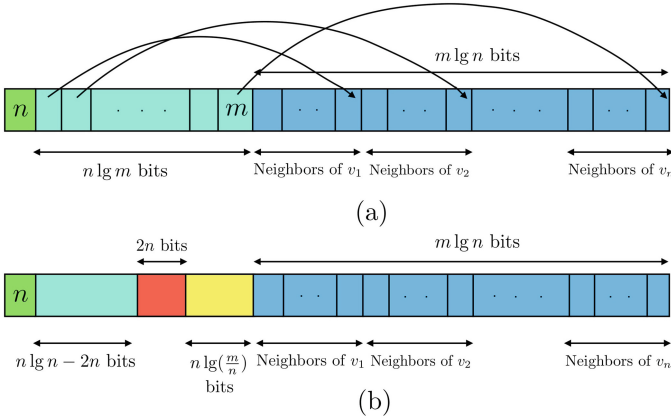 m lg n bits
n
· · ·
m
· ·
· ·
· · ·
· ·
n lg m bits
Neighbors of v₁
Neighbors of v₂
Neighbors of vₙ
(a)
2n bits
m lg n bits
n
· ·
· ·
· · ·
· ·
n lg n − 2n bits
n lg(m/n)
bits
Neighbors of v₁
Neighbors of v₂
Neighbors of vₙ
(b)